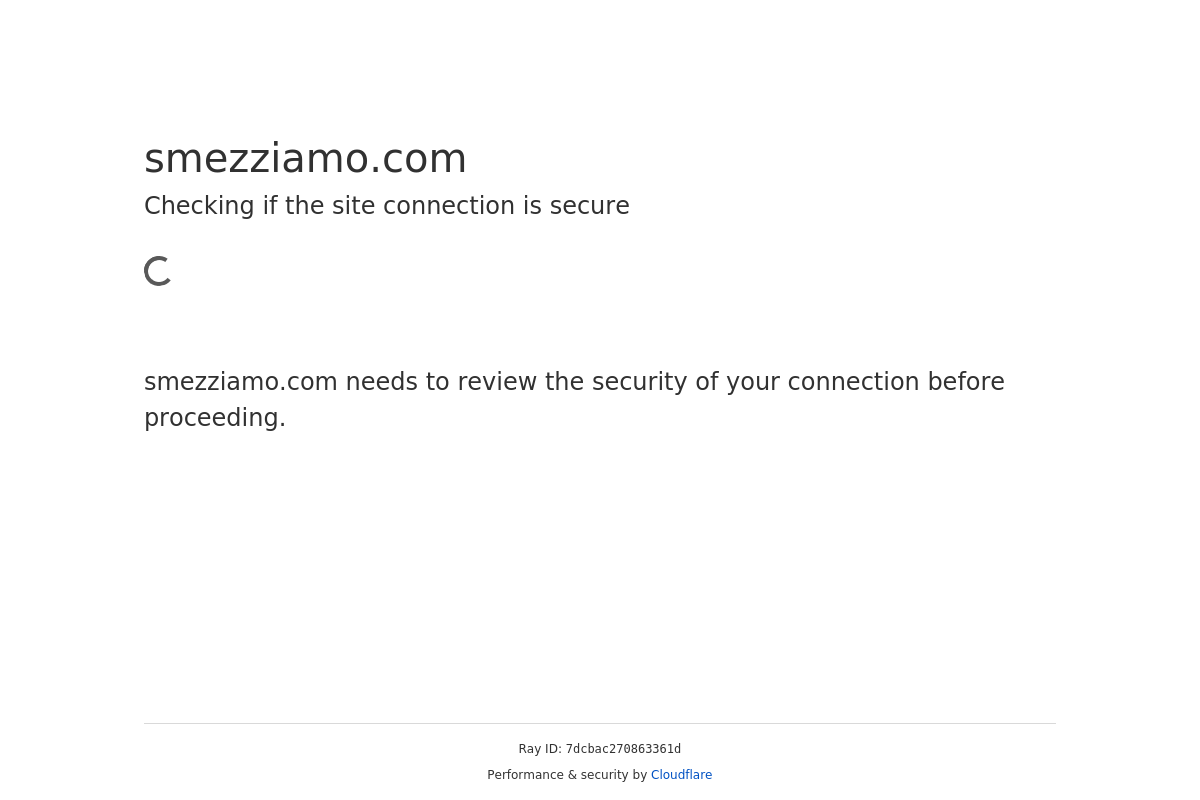 smezziamo.com
Checking if the site connection is secure
smezziamo.com needs to review the security of your connection before
proceeding.
Ray ID: 7dcbac270863361d
Performance & security by Cloudflare